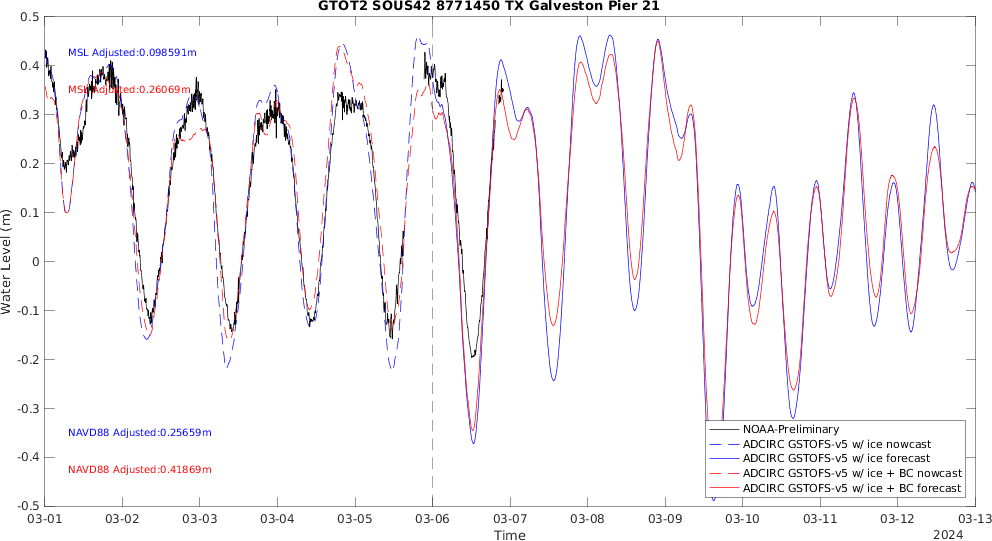 GTOT2 SOUS42 8771450 TX Galveston Pier 21
0.5
0.4
0.3
0.2
0.1
0
-0.1
-0.2
-0.3
-0.4
-0.5
Water Level (m)
MSL Adjusted:0.098591m
MSL Adjusted:0.26069m
NAVD88 Adjusted:0.25659m
NAVD88 Adjusted:0.41869m
NOAA-Preliminary
ADCIRC GSTOFS-v5 w/ ice nowcast
ADCIRC GSTOFS-v5 w/ ice forecast
ADCIRC GSTOFS-v5 w/ ice + BC nowcast
ADCIRC GSTOFS-v5 w/ ice + BC forecast
03-01 03-02 03-03 03-04 03-05 03-06 03-07 03-08 03-09 03-10 03-11 03-12 03-13
Time
2024